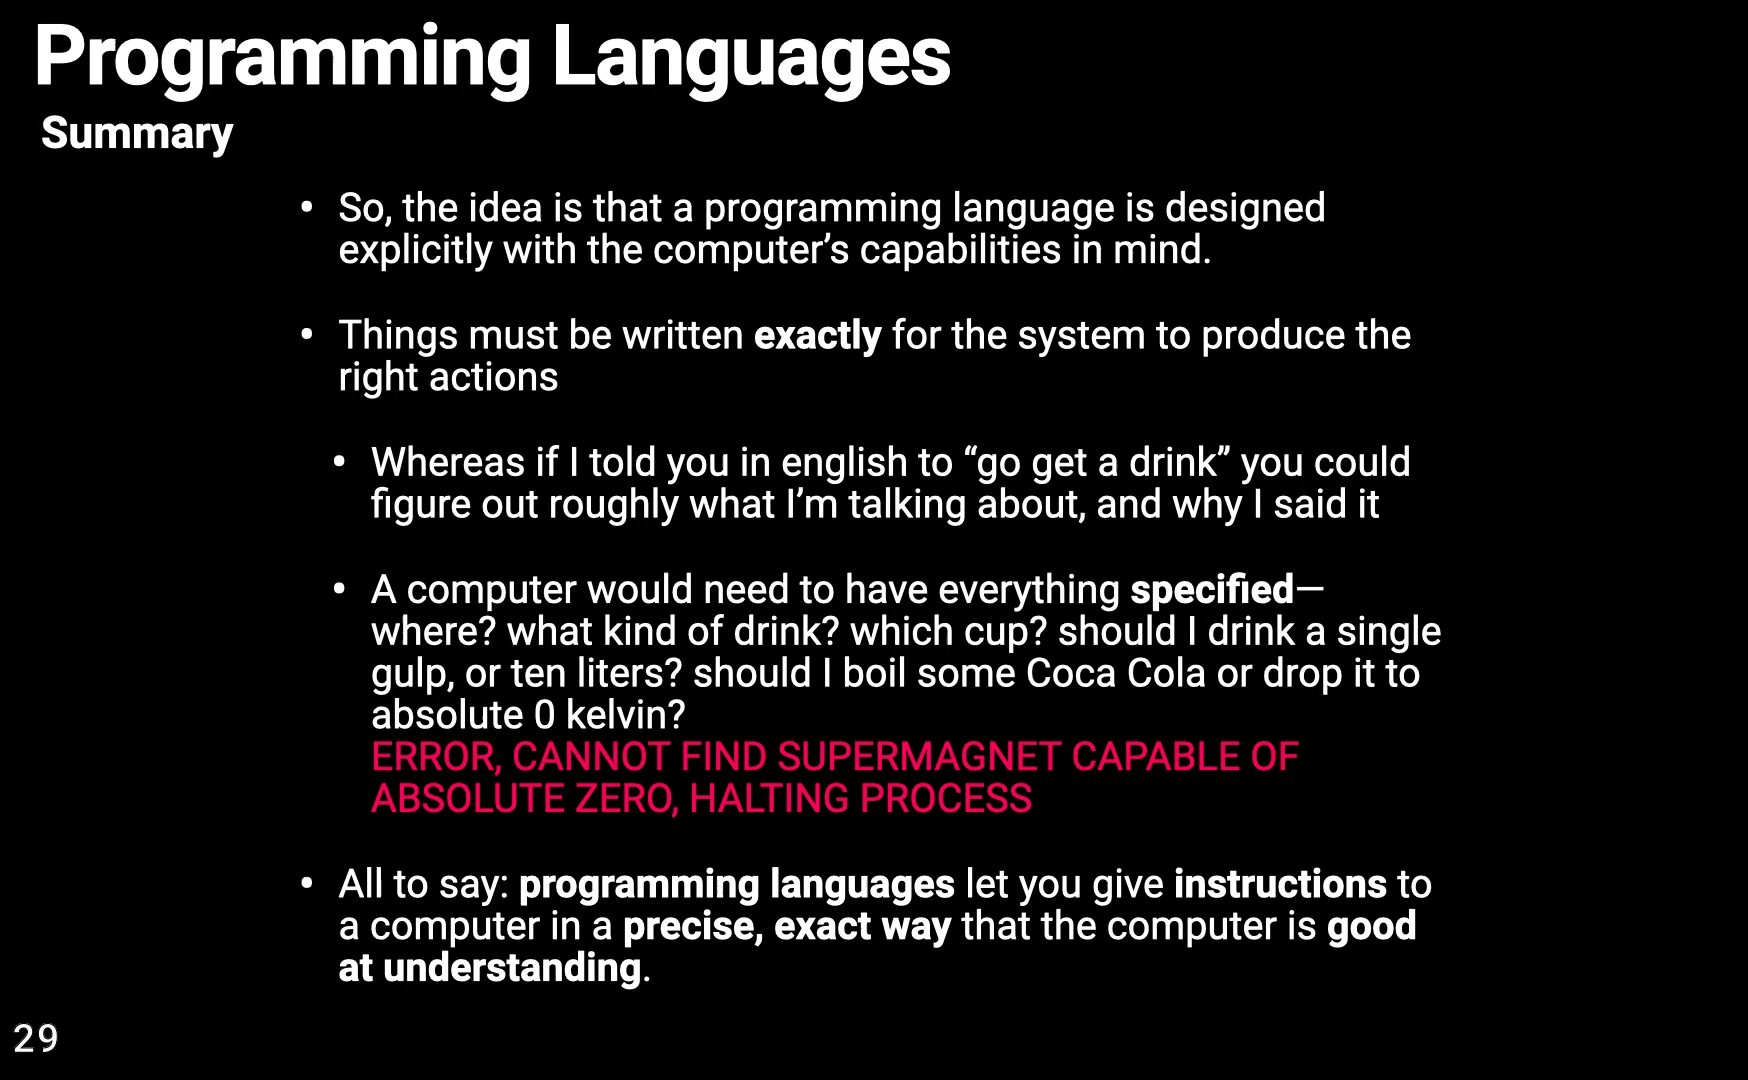 Programming Languages
Summary
• So, the idea is that a programming language is designed
explicitly with the computer’s capabilities in mind.
• Things must be written exactly for the system to produce the
right actions
• Whereas if I told you in english to “go get a drink” you could
figure out roughly what I’m talking about, and why I said it
• A computer would need to have everything specified—
where? what kind of drink? which cup? should I drink a single
gulp, or ten liters? should I boil some Coca Cola or drop it to
absolute 0 kelvin?
ERROR, CANNOT FIND SUPERMAGNET CAPABLE OF
ABSOLUTE ZERO, HALTING PROCESS
• All to say: programming languages let you give instructions to
a computer in a precise, exact way that the computer is good
at understanding.
29